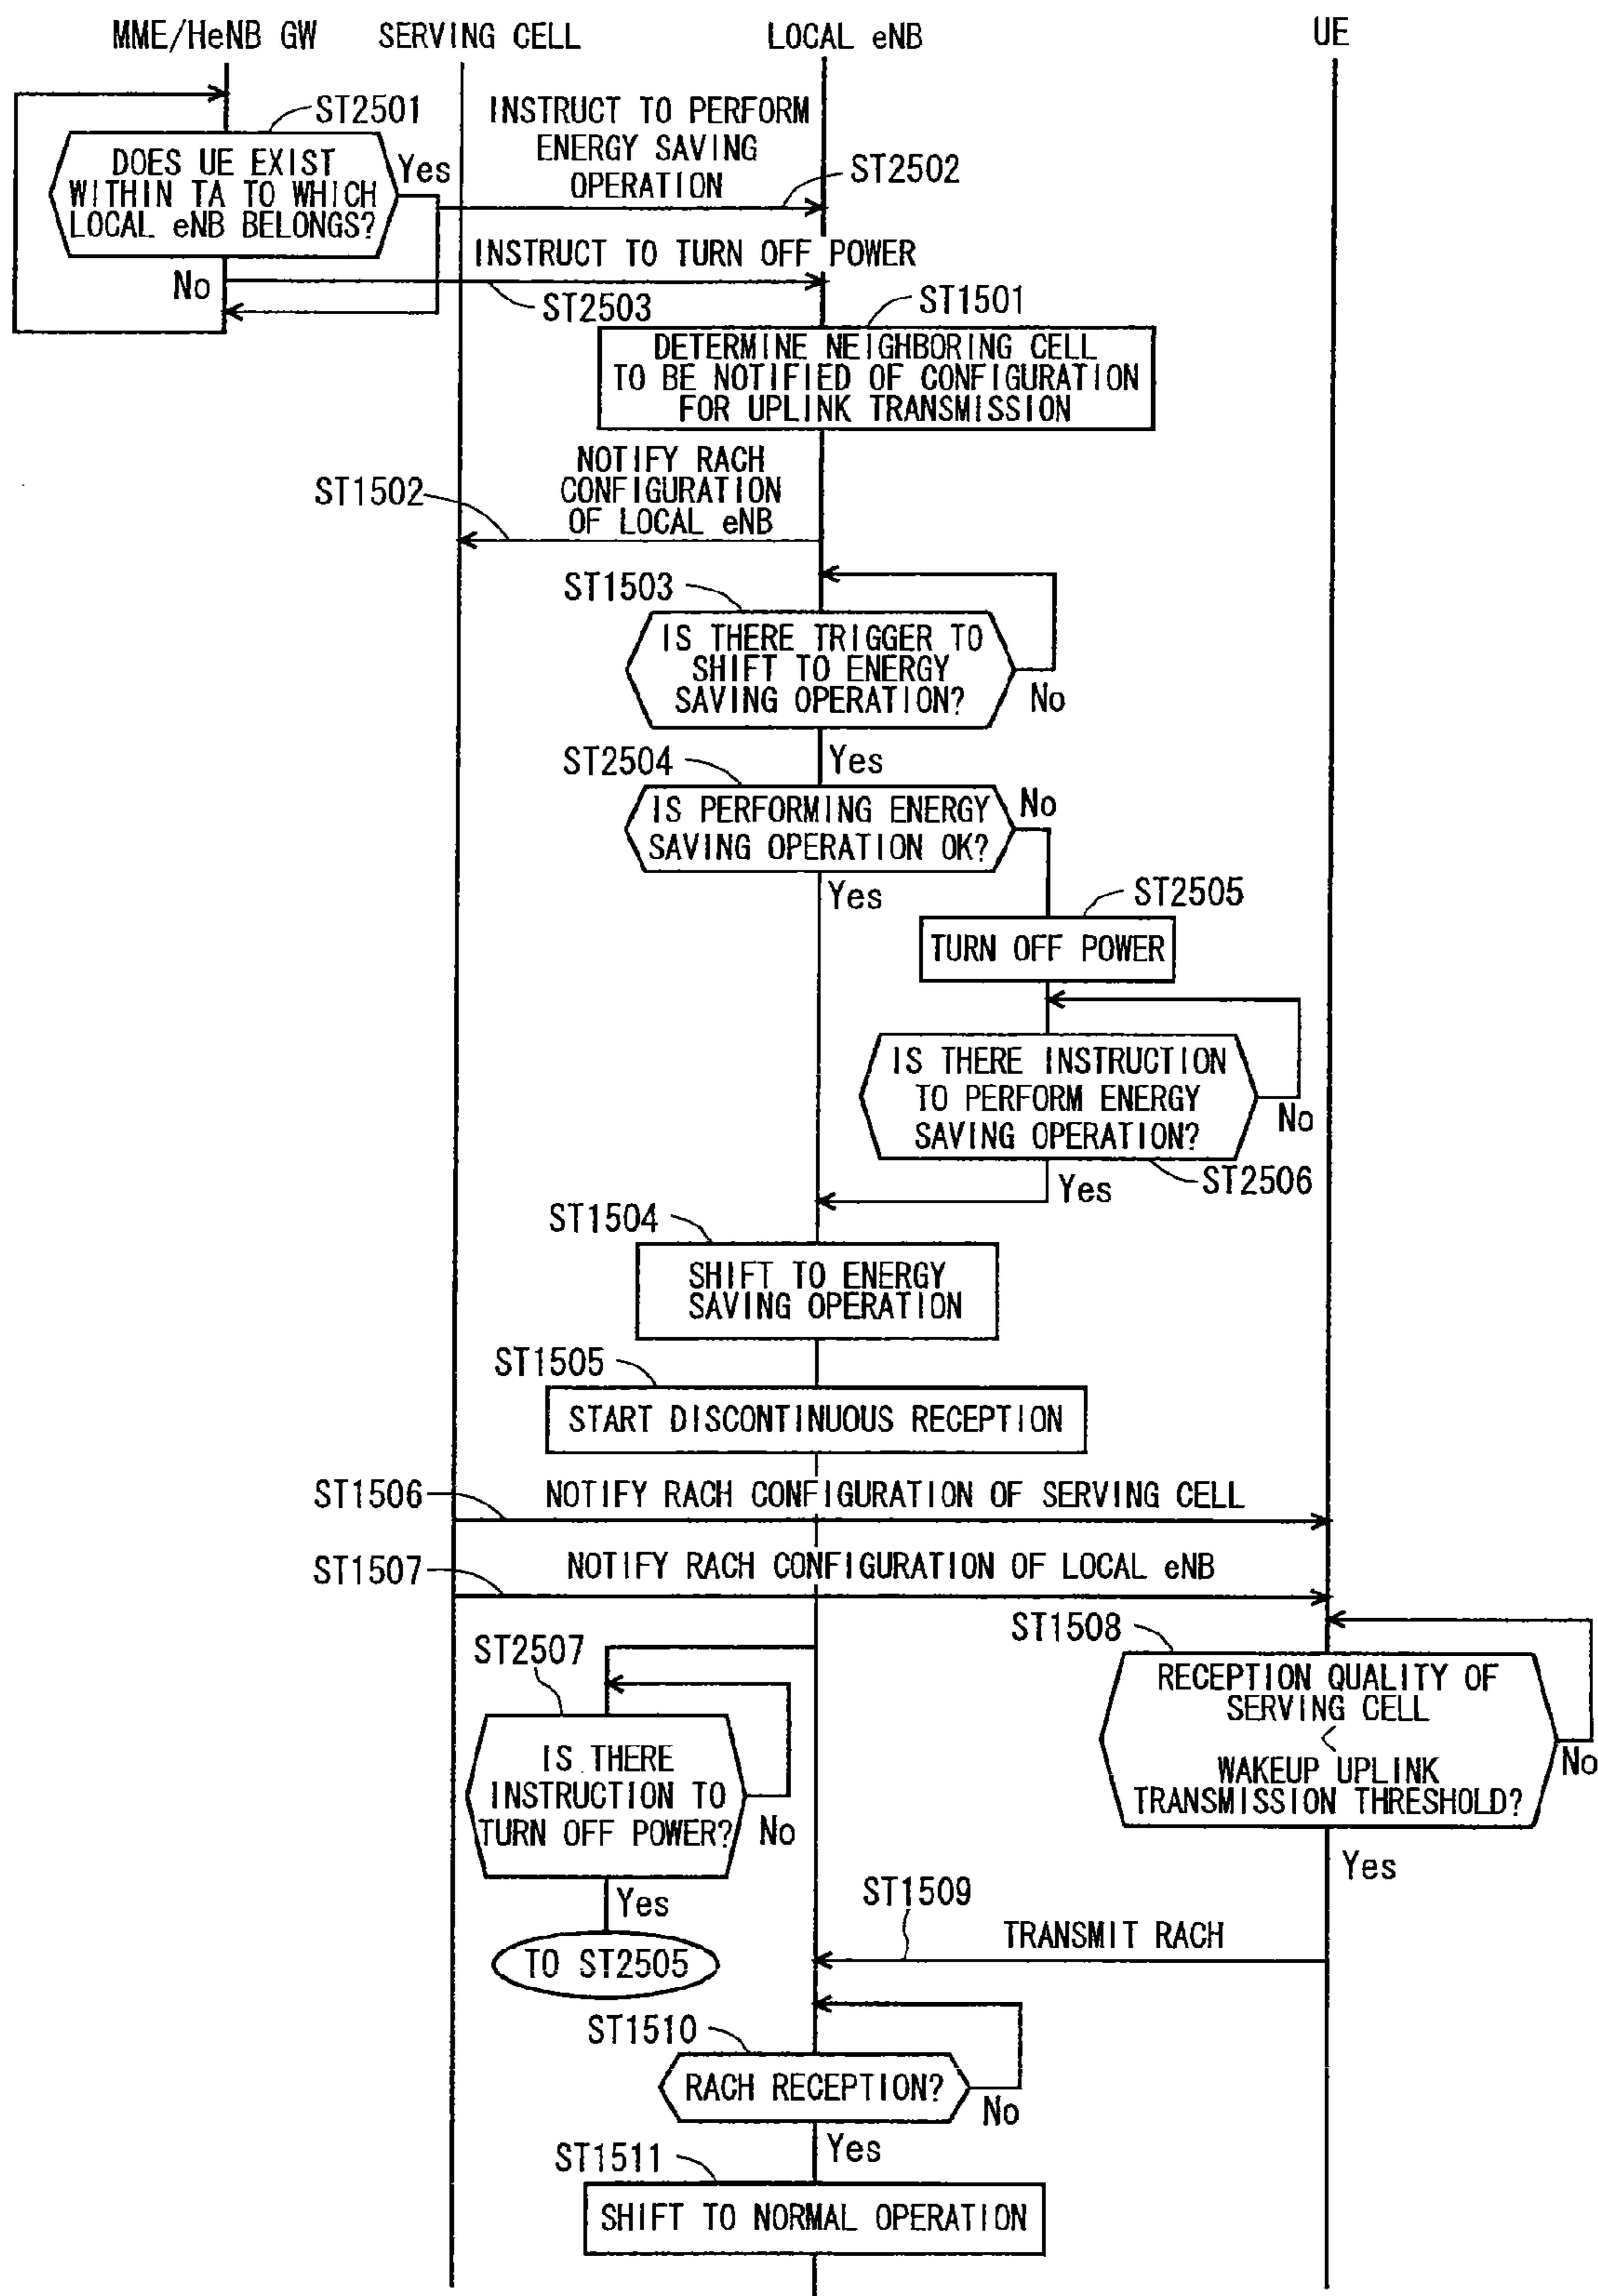 MME/HeNB GW
SERVING CELL
LOCAL eNB
UE
ST2501
DOES UE EXIST
WITHIN TA TO WHICH
LOCAL eNB BELONGS?
Yes
No
INSTRUCT TO PERFORM
ENERGY SAVING
OPERATION
ST2502
INSTRUCT TO TURN OFF POWER
ST2503
ST1501
DETERMINE NEIGHBORING CELL
TO BE NOTIFIED OF CONFIGURATION
FOR UPLINK TRANSMISSION
ST1502
NOTIFY RACH
CONFIGURATION
OF LOCAL eNB
ST1503
IS THERE TRIGGER TO
SHIFT TO ENERGY
SAVING OPERATION?
No
Yes
ST2504
IS PERFORMING ENERGY
SAVING OPERATION OK?
No
Yes
ST2505
TURN OFF POWER
IS THERE INSTRUCTION
TO PERFORM ENERGY
SAVING OPERATION?
No
Yes
ST2506
ST1504
SHIFT TO ENERGY
SAVING OPERATION
ST1505
START DISCONTINUOUS RECEPTION
ST1506
NOTIFY RACH CONFIGURATION OF SERVING CELL
ST1507
NOTIFY RACH CONFIGURATION OF LOCAL eNB
ST1508
RECEPTION QUALITY OF
SERVING CELL
<
WAKEUP UPLINK
TRANSMISSION THRESHOLD?
No
Yes
ST2507
IS THERE
INSTRUCTION TO
TURN OFF POWER?
No
Yes
TO ST2505
ST1509
TRANSMIT RACH
ST1510
RACH RECEPTION?
No
Yes
ST1511
SHIFT TO NORMAL OPERATION